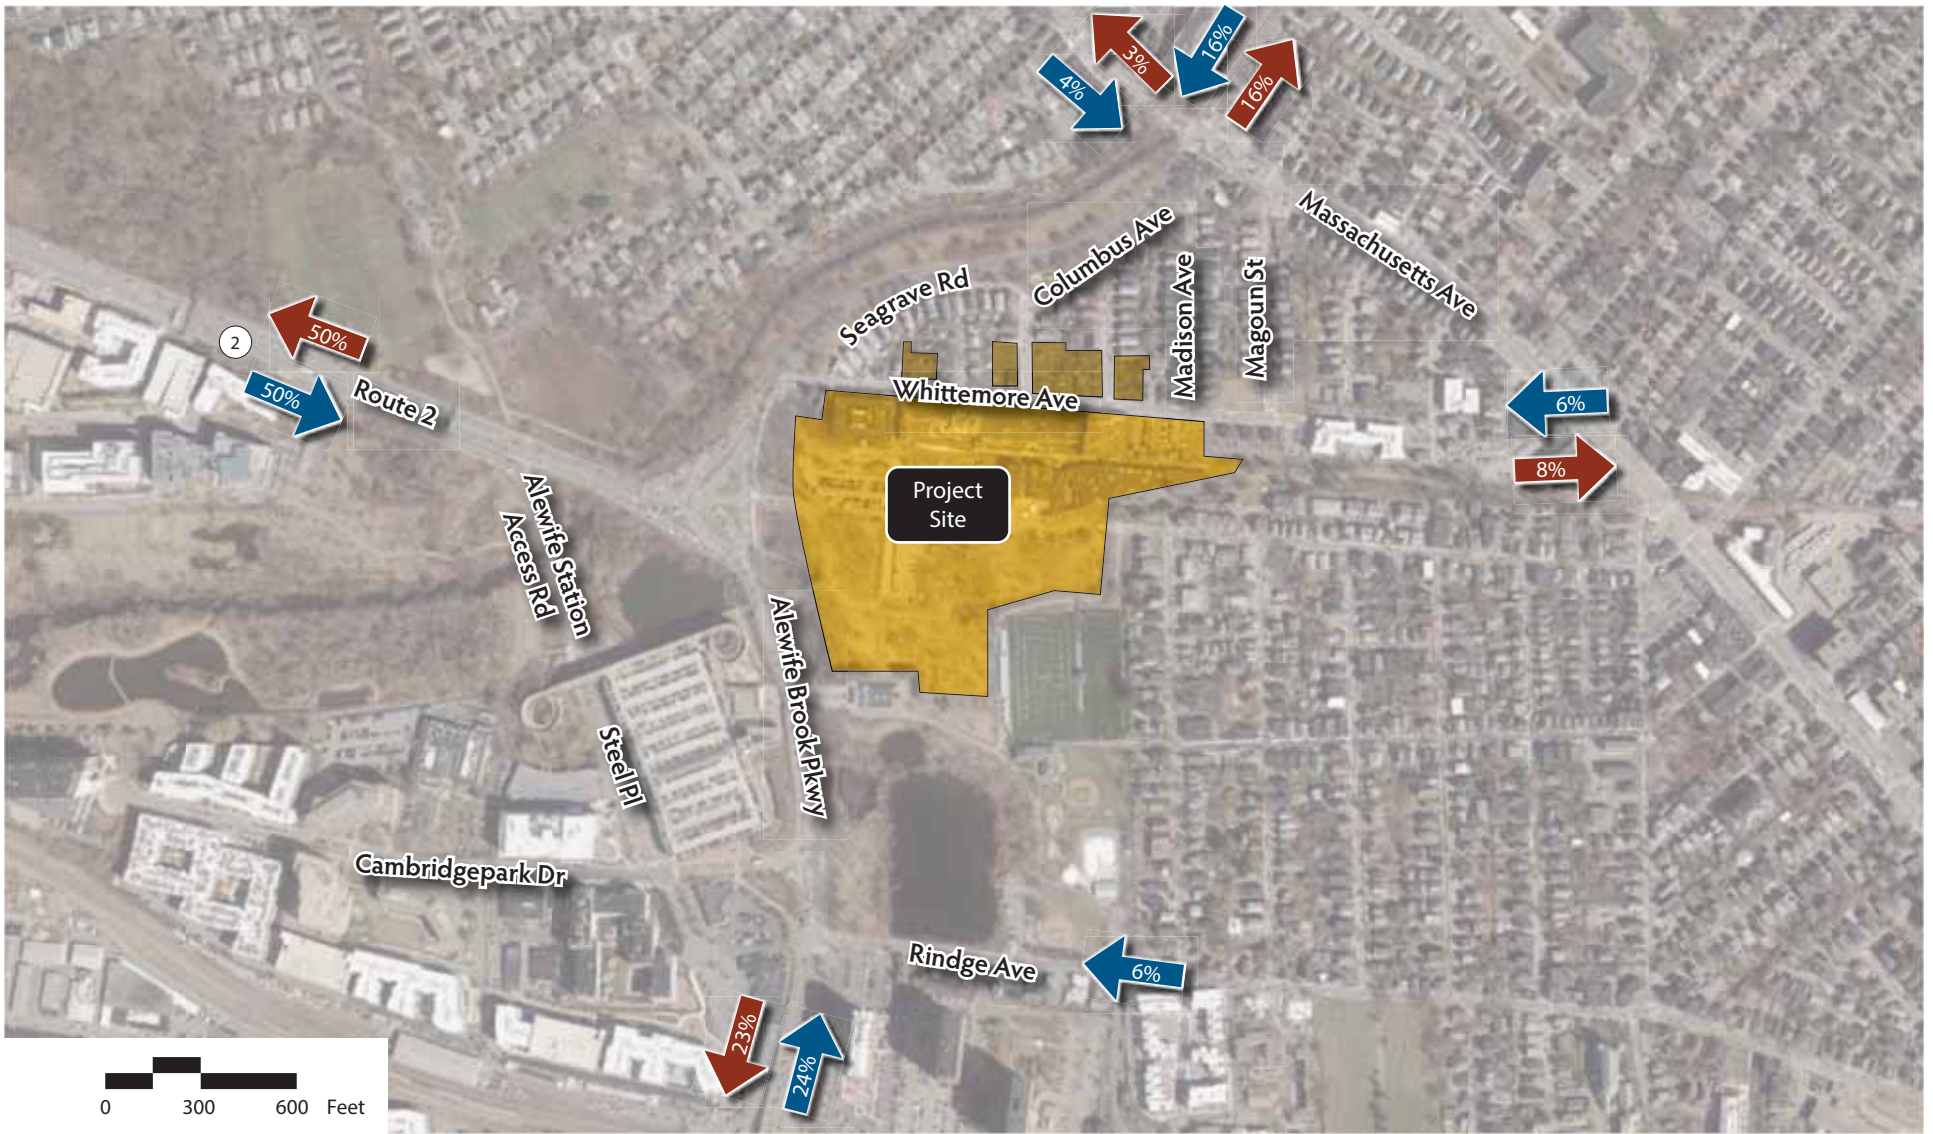 3%
16%
4%
16%
Massachusetts Ave
Columbus Ave
Seagrave Rd
Madison Ave
Magoun St
50%
2
50%
Route 2
Whittemore Ave
6%
8%
Project
Site
Alewife Station
Access Rd
Alewife Brook Pkwy
Steel Pl
Cambridgepark Dr
Rindge Ave
6%
23%
24%
0 300 600 Feet